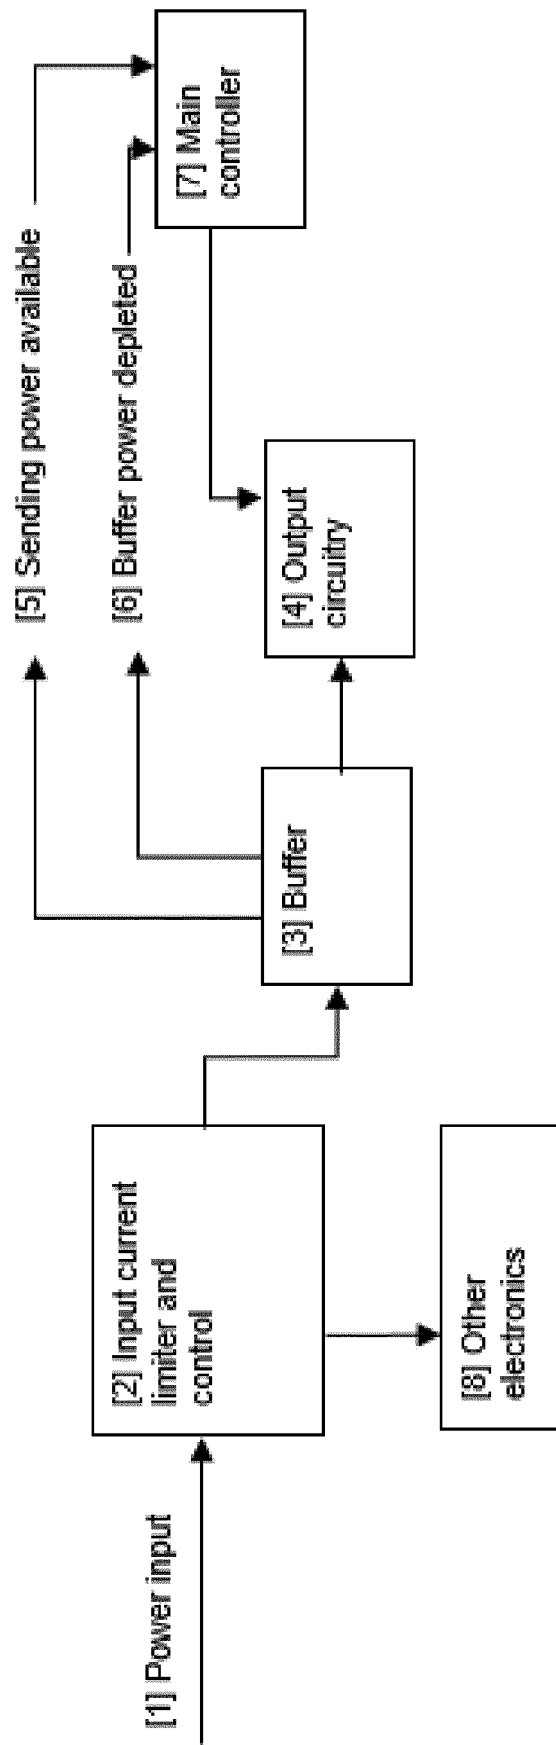 [1] Power input
[2] Input current
limiter and
control
[8] Other
electronics
[3] Buffer
[5] Sending power available
[6] Buffer power depleted
[4] Output
circuitry
[7] Main
controller